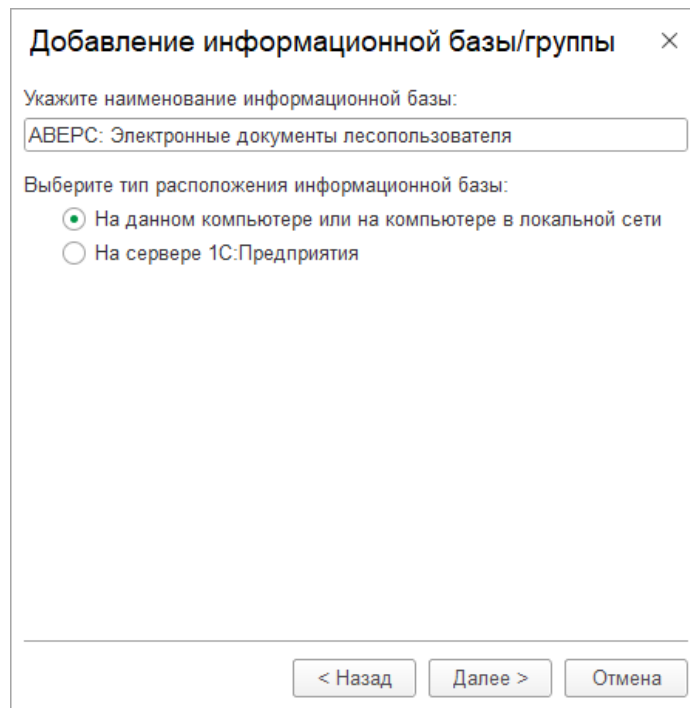 Добавление информационной базы/группы
Укажите наименование информационной базы:
АВЕРС: Электронные документы лесопользователя
Выберите тип расположения информационной базы:
На данном компьютере или на компьютере в локальной сети
На сервере 1С:Предприятия
< Назад
Далее >
Отмена